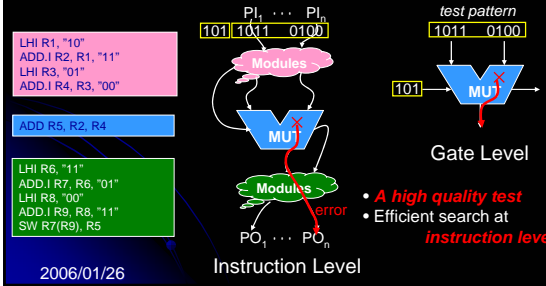 LHI R1, "10"
ADD.I R2, R1, "11"
LHI R3, "01"
ADD.I R4, R3, "00"
ADD R5, R2, R4
LHI R6, "11"
ADD.I R7, R6, "01"
LHI R8, "00"
ADD.I R9, R8, "11"
SW R7(R9), R5
2006/01/26
PI1 ... PIn
101 1011 0100
Modules
MUT
Modules
error
PO1 ... POn
Instruction Level
test pattern
1011 0100
101
MUT
Gate Level
• A high quality test
• Efficient search at
instruction leve